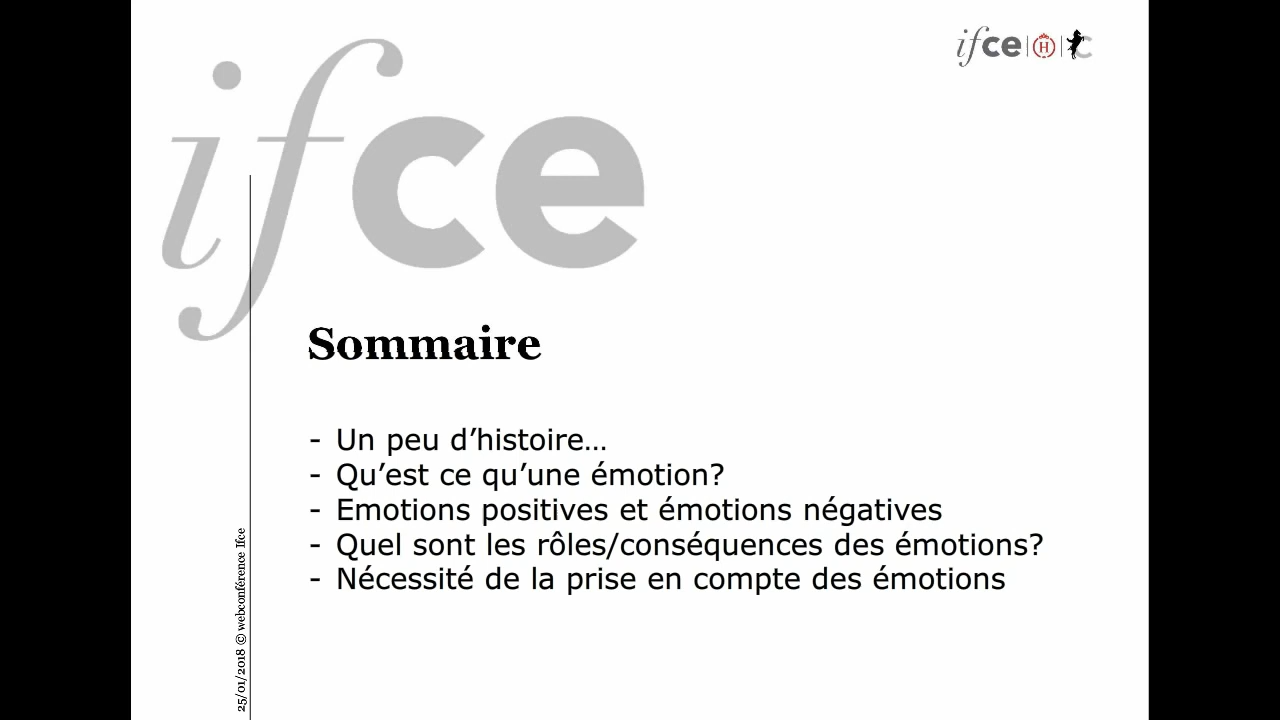 ifce
ifce H
Sommaire
- Un peu d’histoire…
- Qu’est ce qu’une émotion?
- Emotions positives et émotions négatives
- Quel sont les rôles/conséquences des émotions?
- Nécessité de la prise en compte des émotions
25/01/2018 © webconférence Ifce